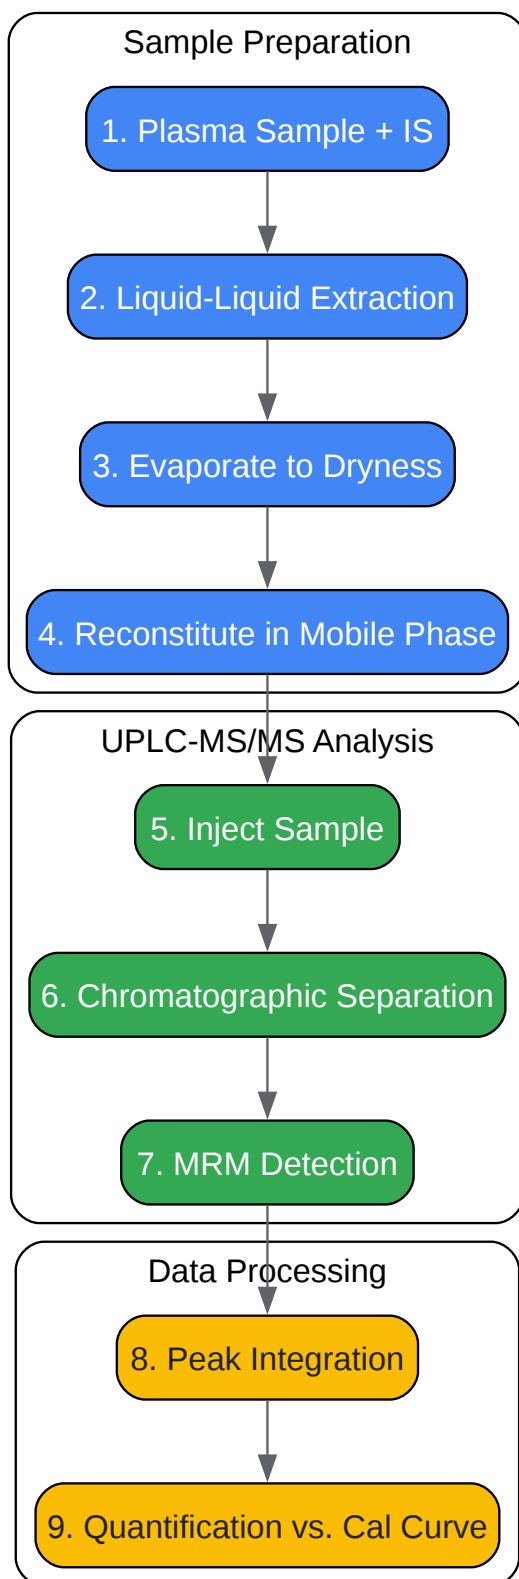 Sample Preparation
1. Plasma Sample + IS
2. Liquid-Liquid Extraction
3. Evaporate to Dryness
4. Reconstitute in Mobile Phase
UPLC-MS/MS Analysis
5. Inject Sample
6. Chromatographic Separation
7. MRM Detection
Data Processing
8. Peak Integration
9. Quantification vs. Cal Curve